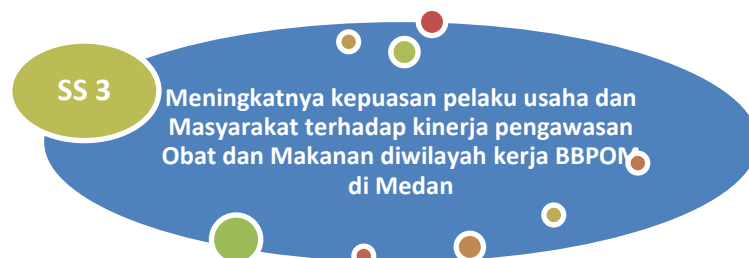 SS 3
Meningkatnya kepuasan pelaku usaha dan
Masyarakat terhadap kinerja pengawasan
Obat dan Makanan diwilayah kerja BBPOM
di Medan